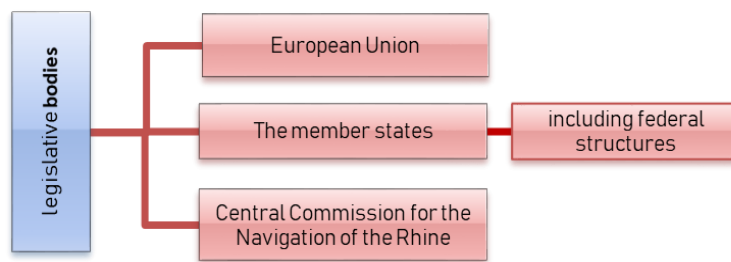 legislative bodies
European Union
The member states
including federal
structures
Central Commission for the
Navigation of the Rhine